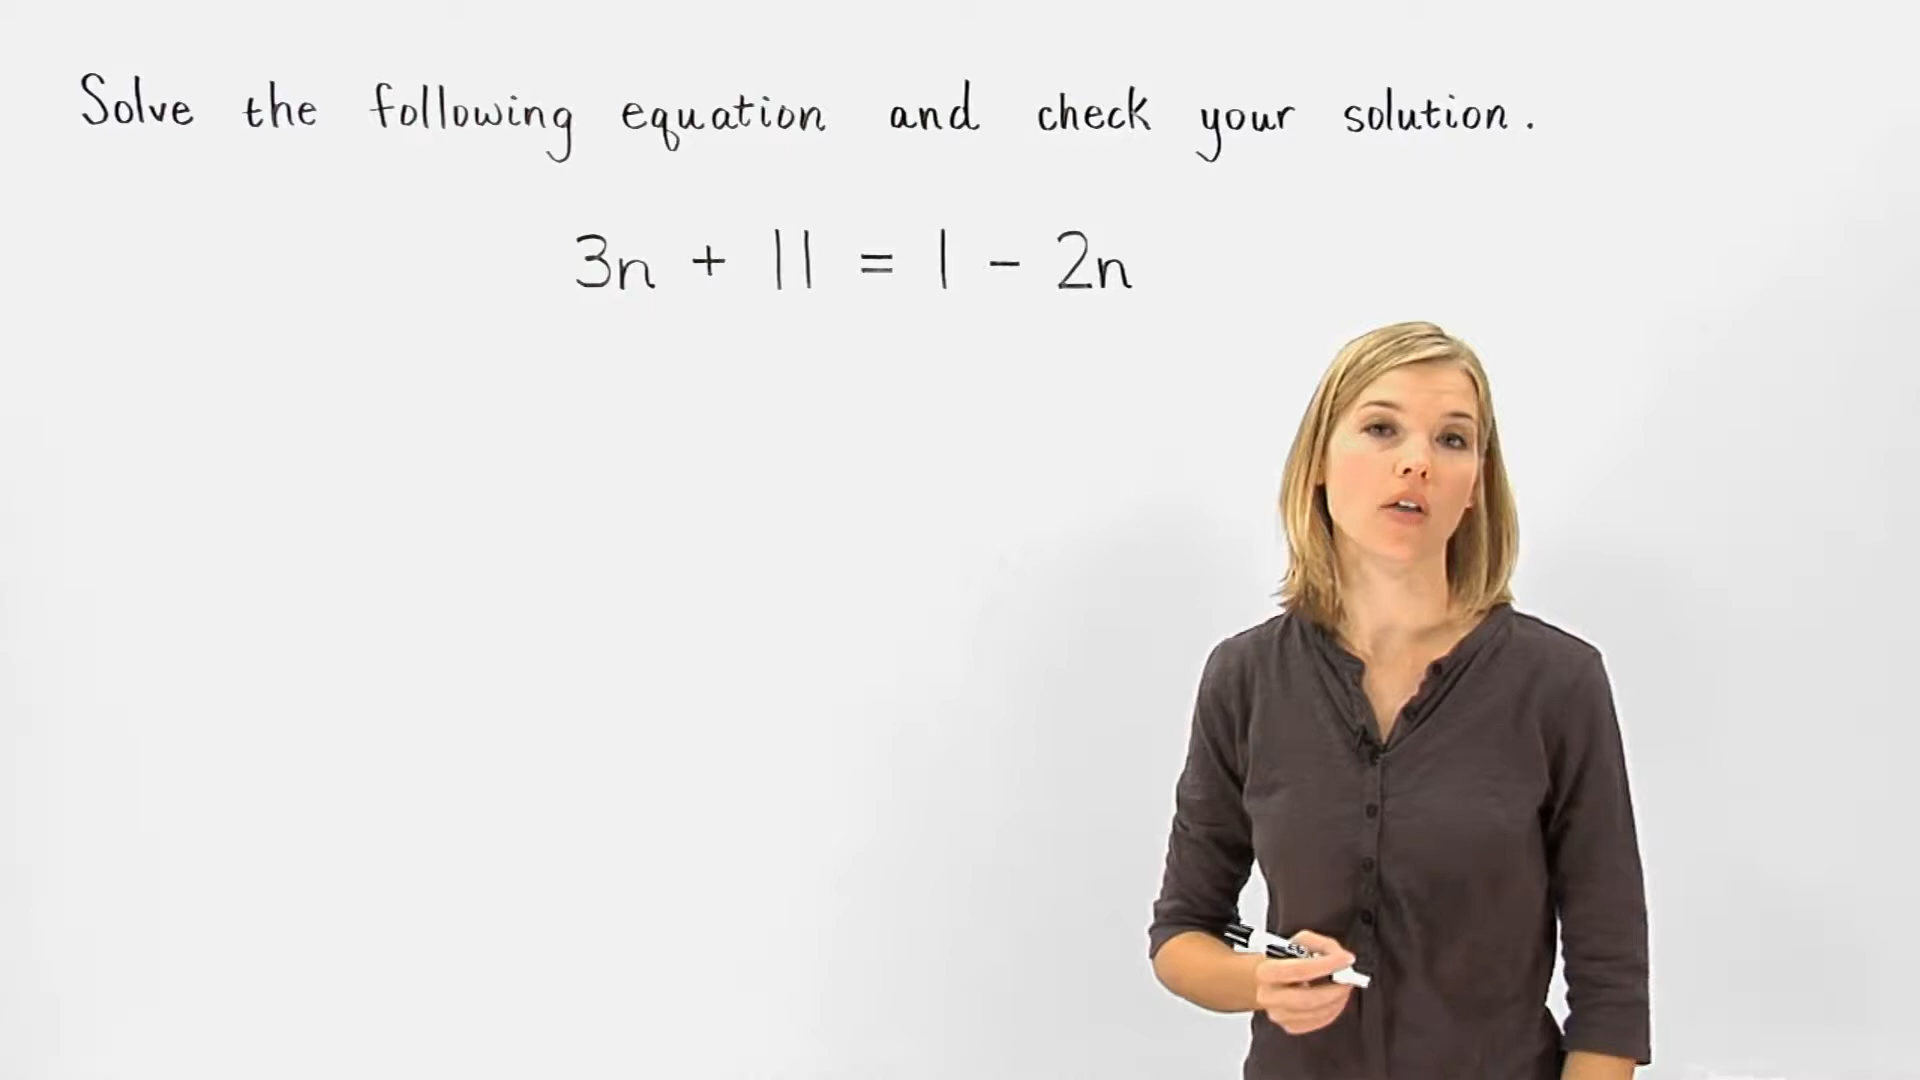 Solve the following equation and check your solution.
3n + 11 = 1 - 2n